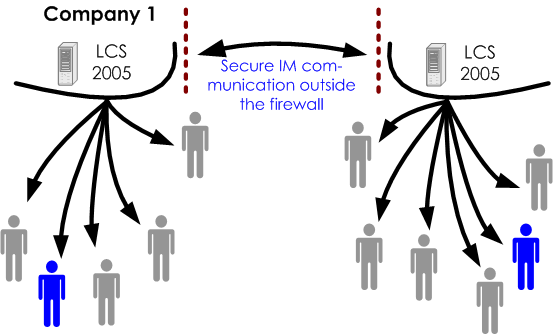 Company 1
LCS
2005
Secure IM com-
munication outside
the firewall
LCS
2005